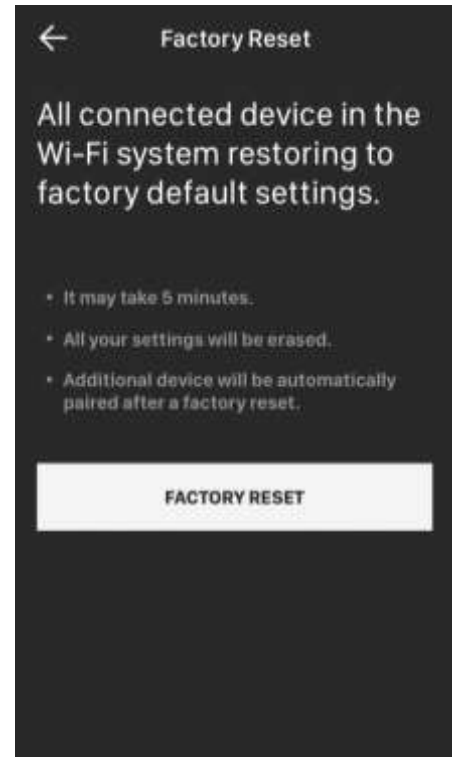 Factory Reset
All connected device in the
Wi-Fi system restoring to
factory default settings.
• It may take 5 minutes.
• All your settings will be erased.
• Additional device will be automatically
paired after a factory reset.
FACTORY RESET